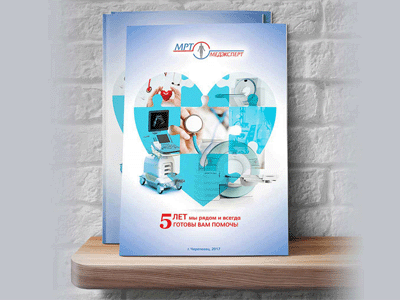 МРТ
МЕДЭКСПЕРТ
5 ЛЕТ мы рядом и всегда
ГОТОВЫ ВАМ ПОМОЧЬ!
г. Череповец, 2017